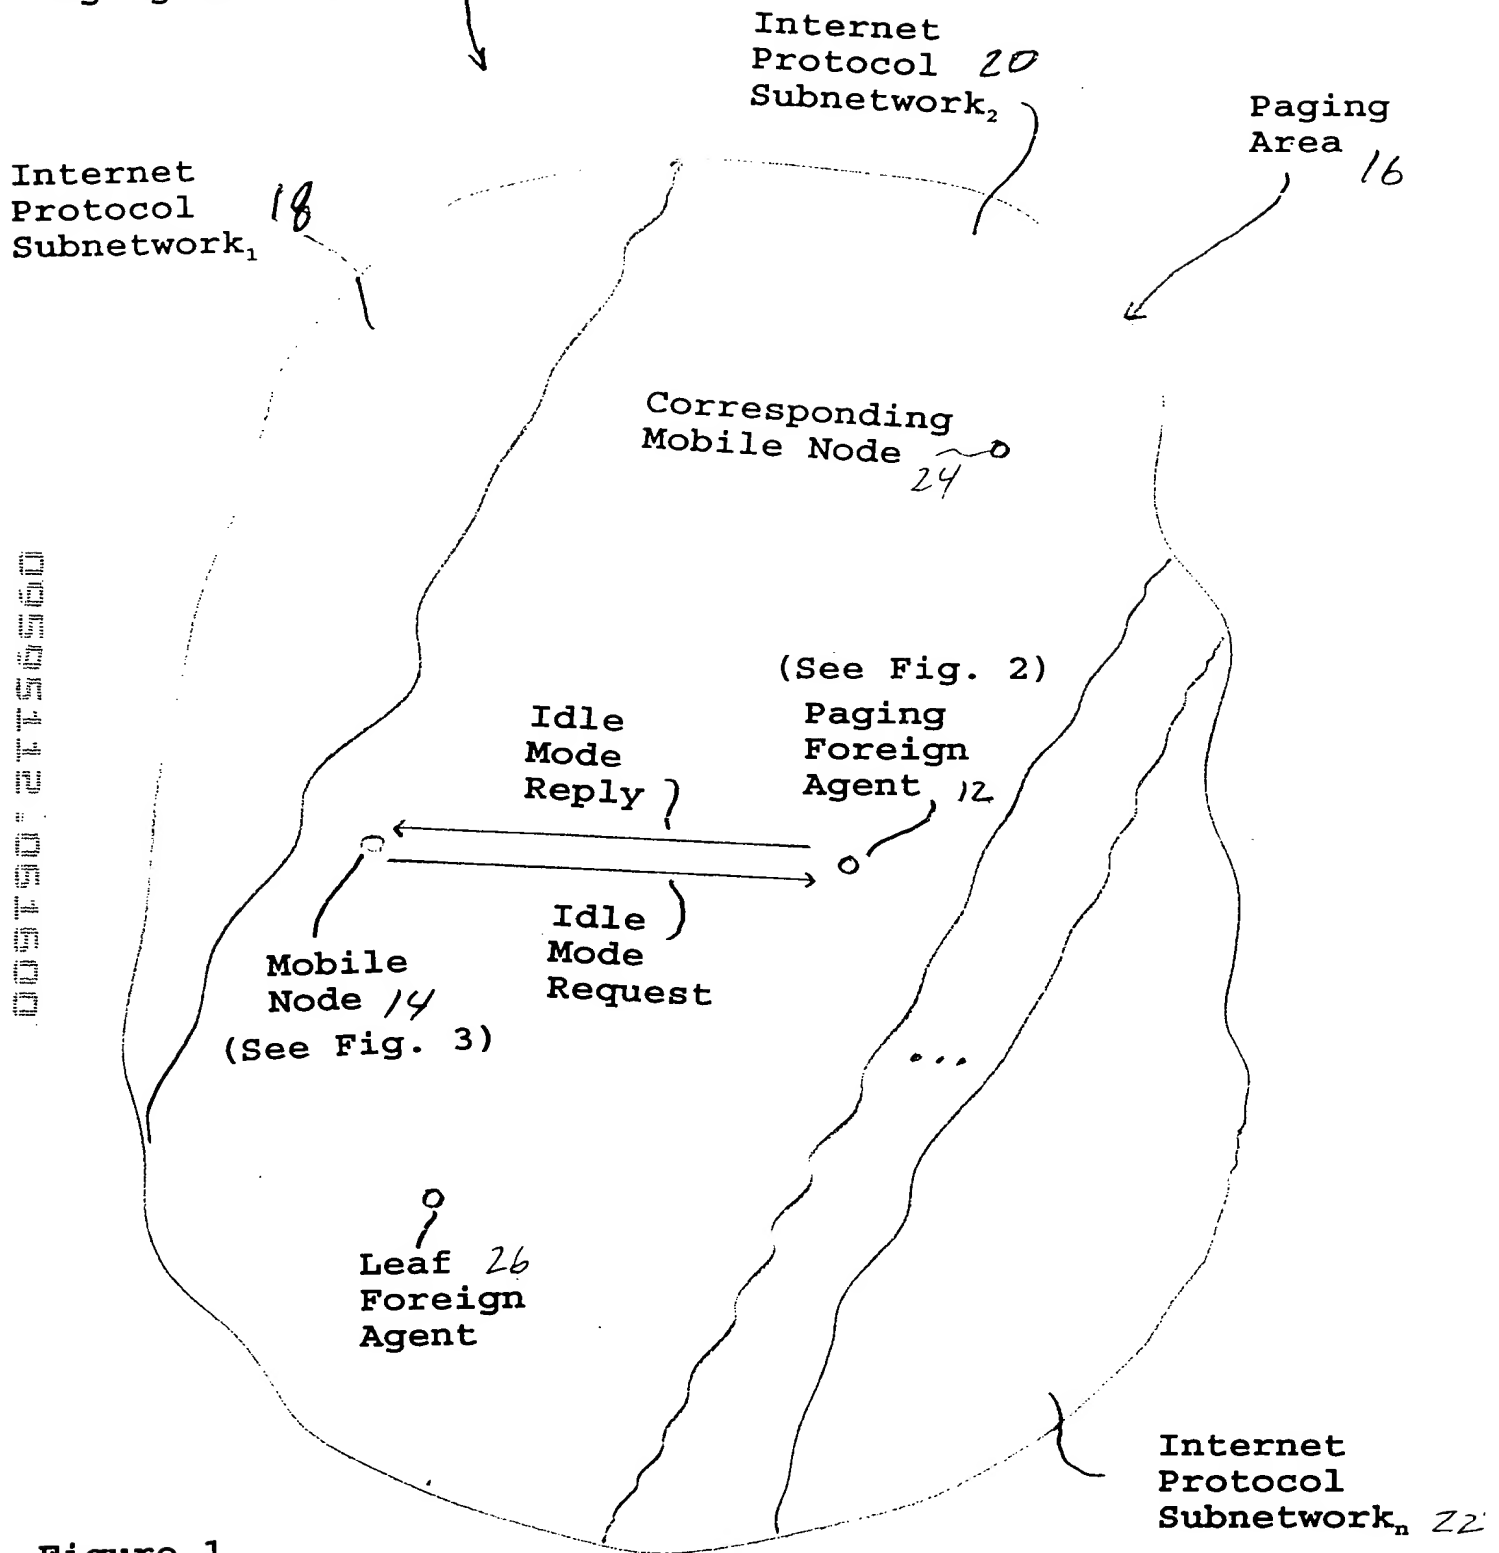 Internet
Protocol 20
Subnetwork₂
Paging
Area 16
Internet
Protocol 18
Subnetwork₁
Corresponding
Mobile Node
24
(See Fig. 2)
Paging
Foreign
Agent 12
Idle
Mode
Reply
Idle
Mode
Request
Mobile
Node 14
(See Fig. 3)
...
Leaf 26
Foreign
Agent
Internet
Protocol
Subnetworkₙ 22
09595112.061600
Figure 1